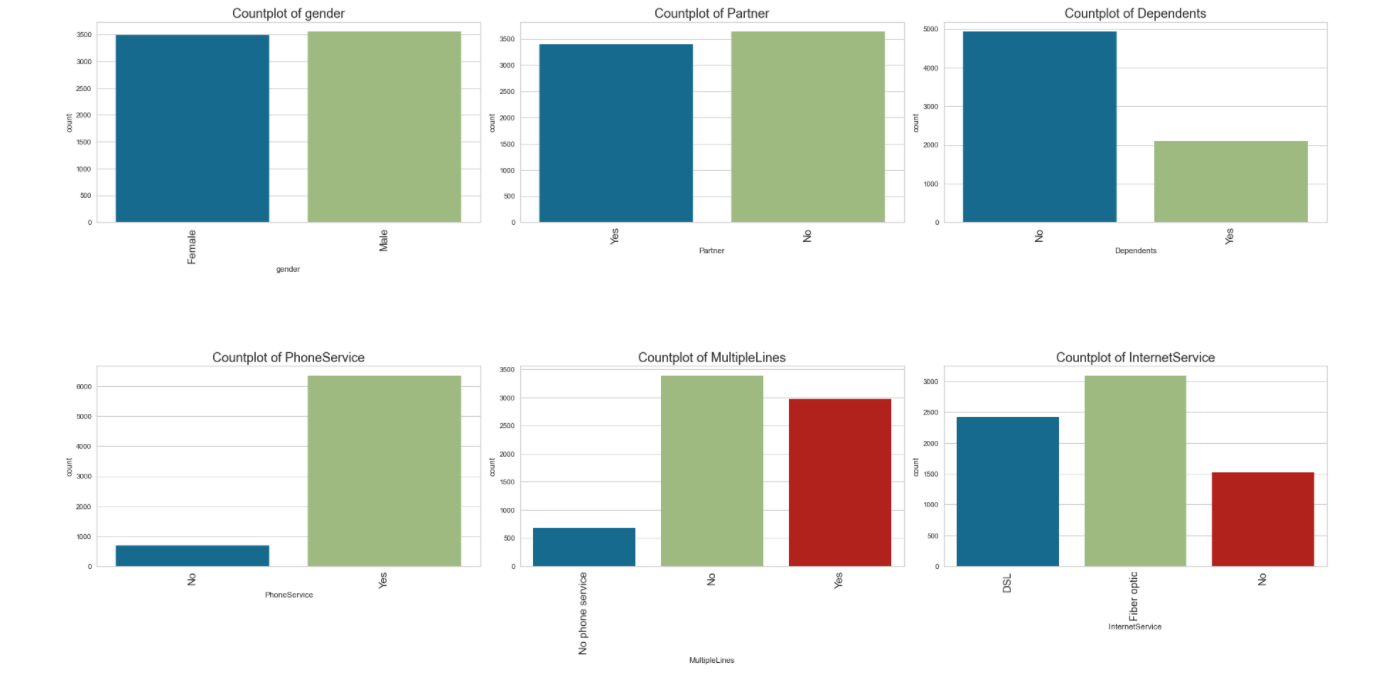 Countplot of gender
count
3500
3000
2500
2000
1500
1000
500
0
Female
Male
gender
Countplot of Partner
count
3500
3000
2500
2000
1500
1000
500
0
Yes
No
Partner
Countplot of Dependents
count
5000
4000
3000
2000
1000
0
No
Yes
Dependents
Countplot of PhoneService
count
6000
5000
4000
3000
2000
1000
0
No
Yes
PhoneService
Countplot of MultipleLines
count
3500
3000
2500
2000
1500
1000
500
0
No phone service
No
Yes
MultipleLines
Countplot of InternetService
count
3000
2500
2000
1500
1000
500
0
DSL
Fiber optic
No
InternetService